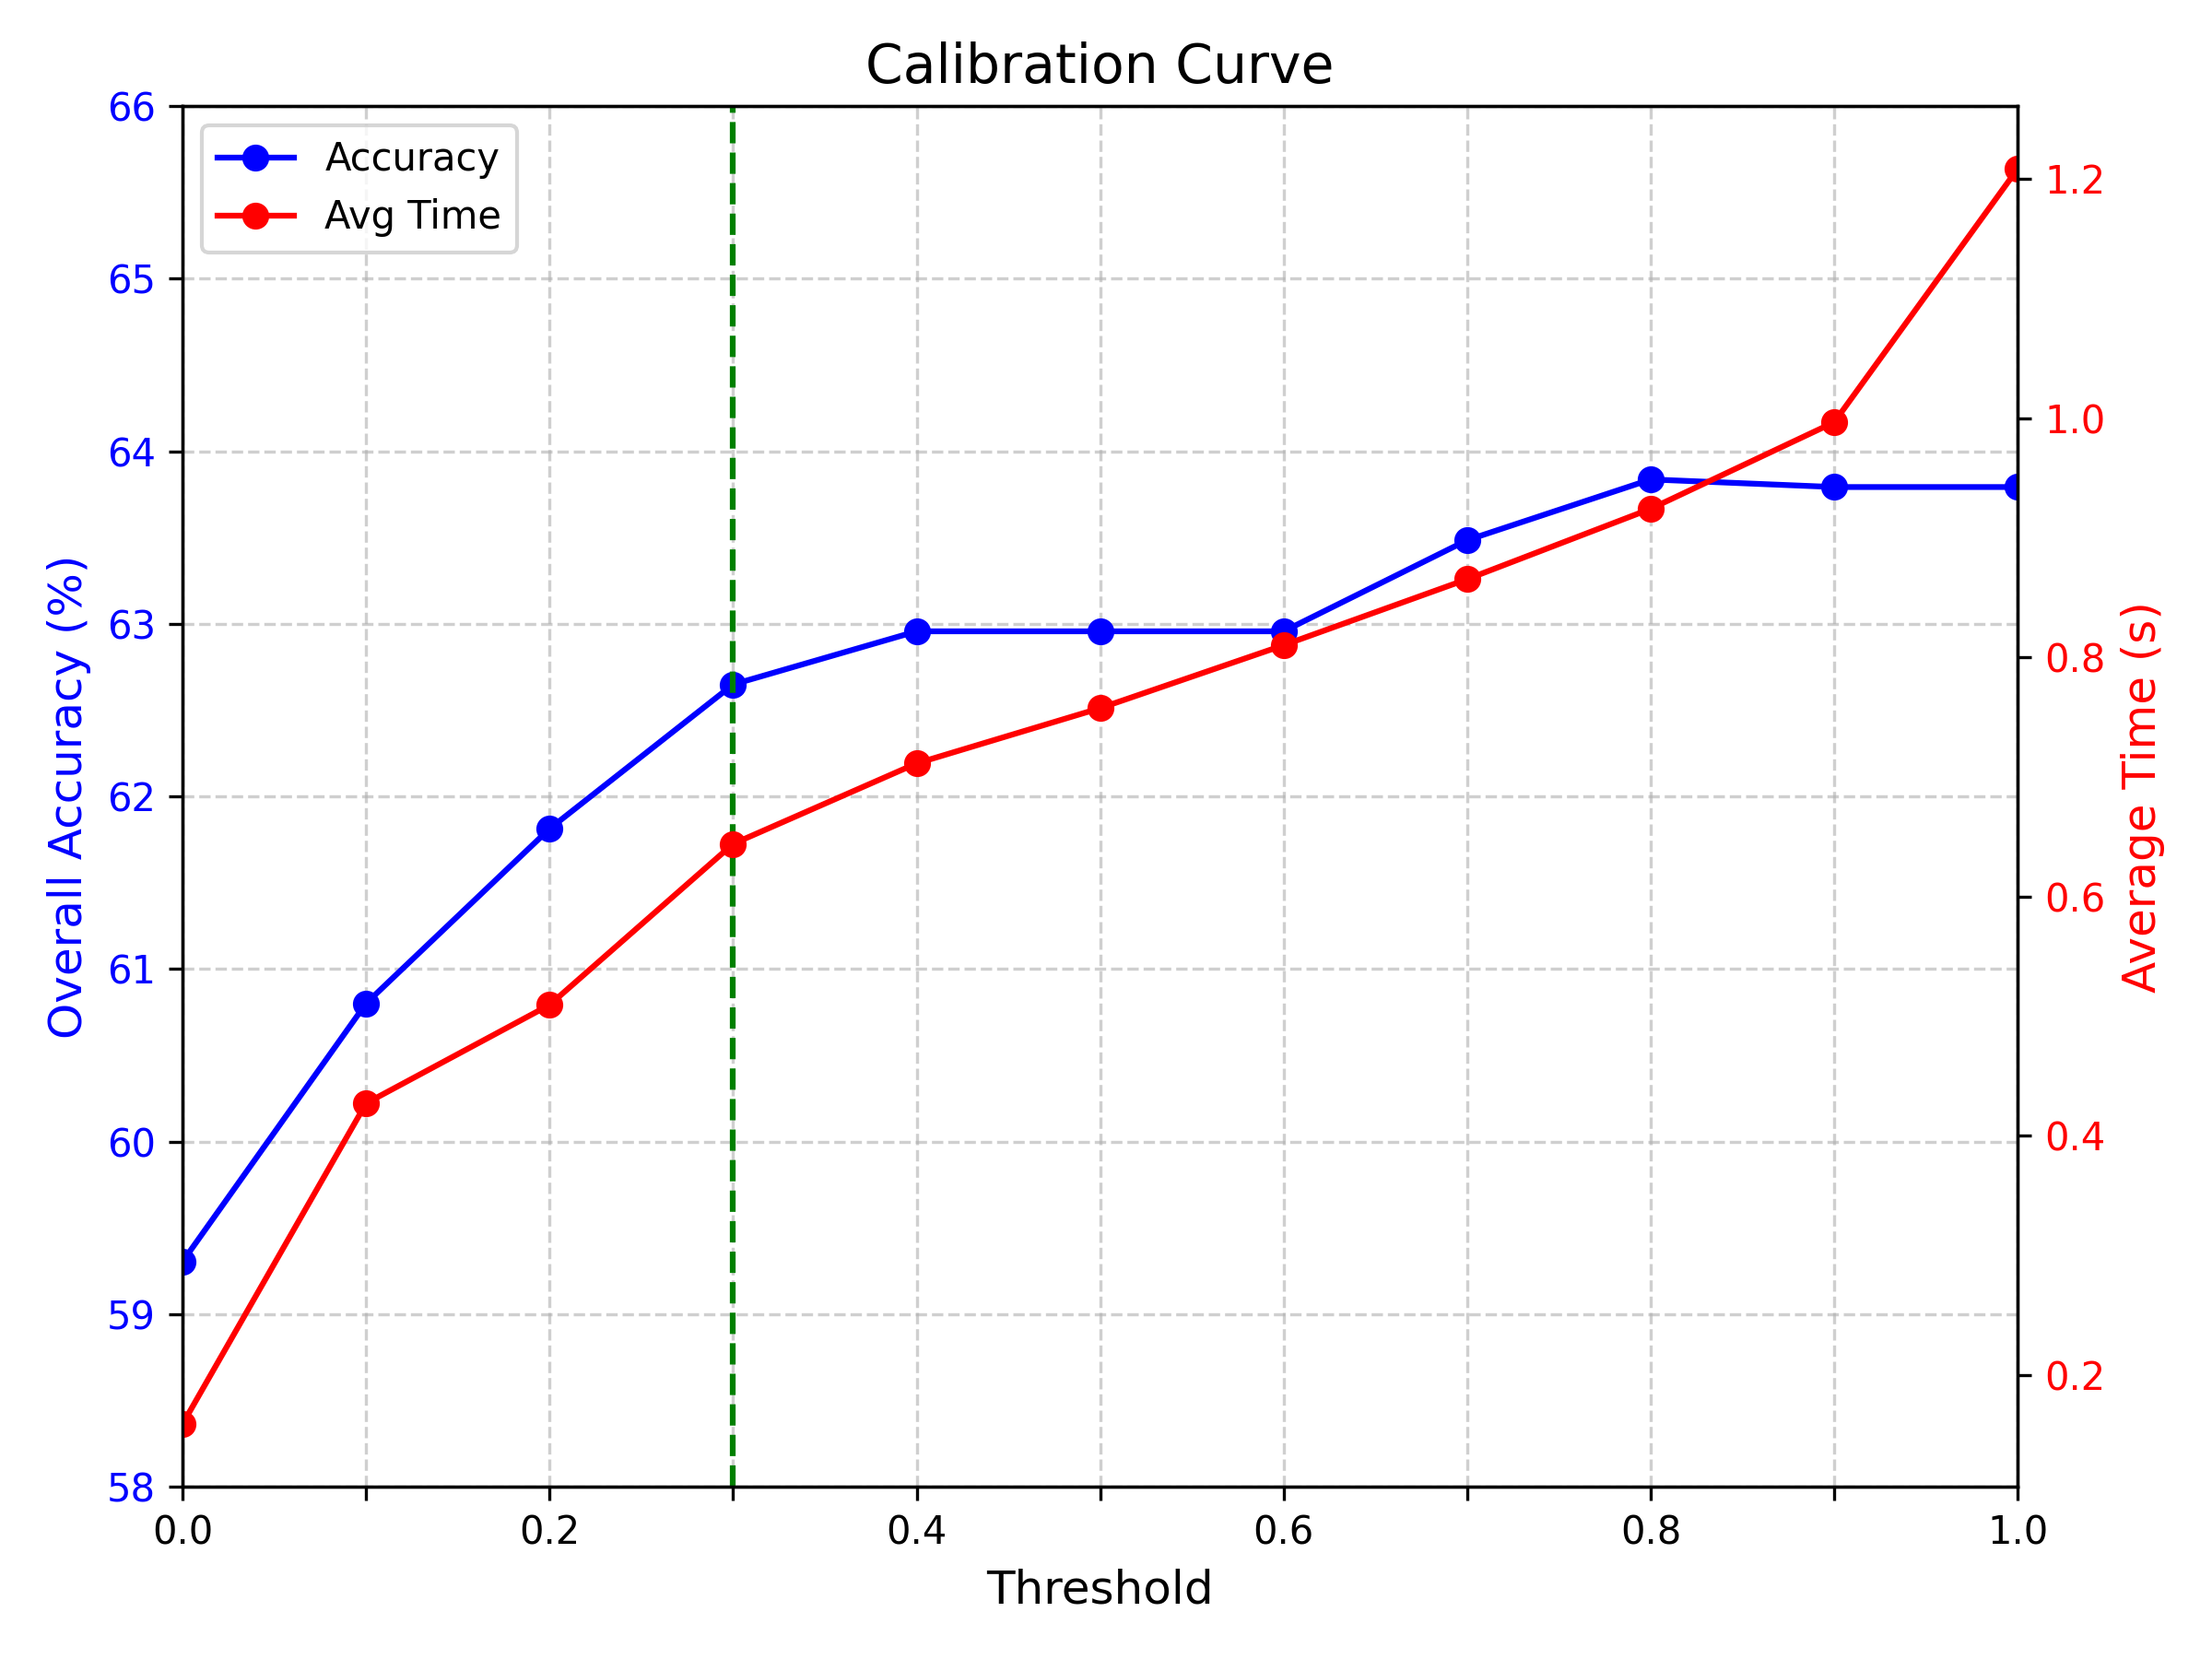 Calibration Curve
Accuracy
Avg Time
66
65
64
63
62
61
60
59
58
Overall Accuracy (%)
1.2
1.0
0.8
0.6
0.4
0.2
Average Time (s)
0.0 0.2 0.4 0.6 0.8 1.0
Threshold